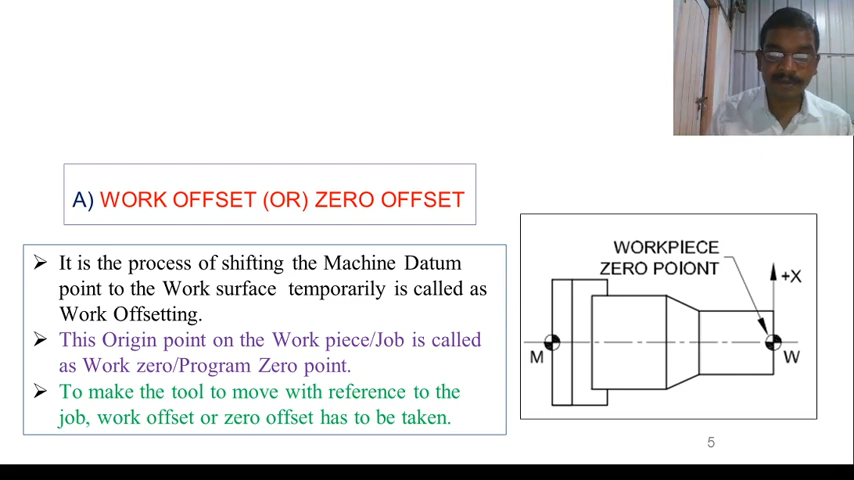 A) WORK OFFSET (OR) ZERO OFFSET
➢ It is the process of shifting the Machine Datum
point to the Work surface temporarily is called as
Work Offsetting.
➢ This Origin point on the Work piece/Job is called
as Work zero/Program Zero point.
➢ To make the tool to move with reference to the
job, work offset or zero offset has to be taken.
WORKPIECE
ZERO POIONT
+X
M
W
5